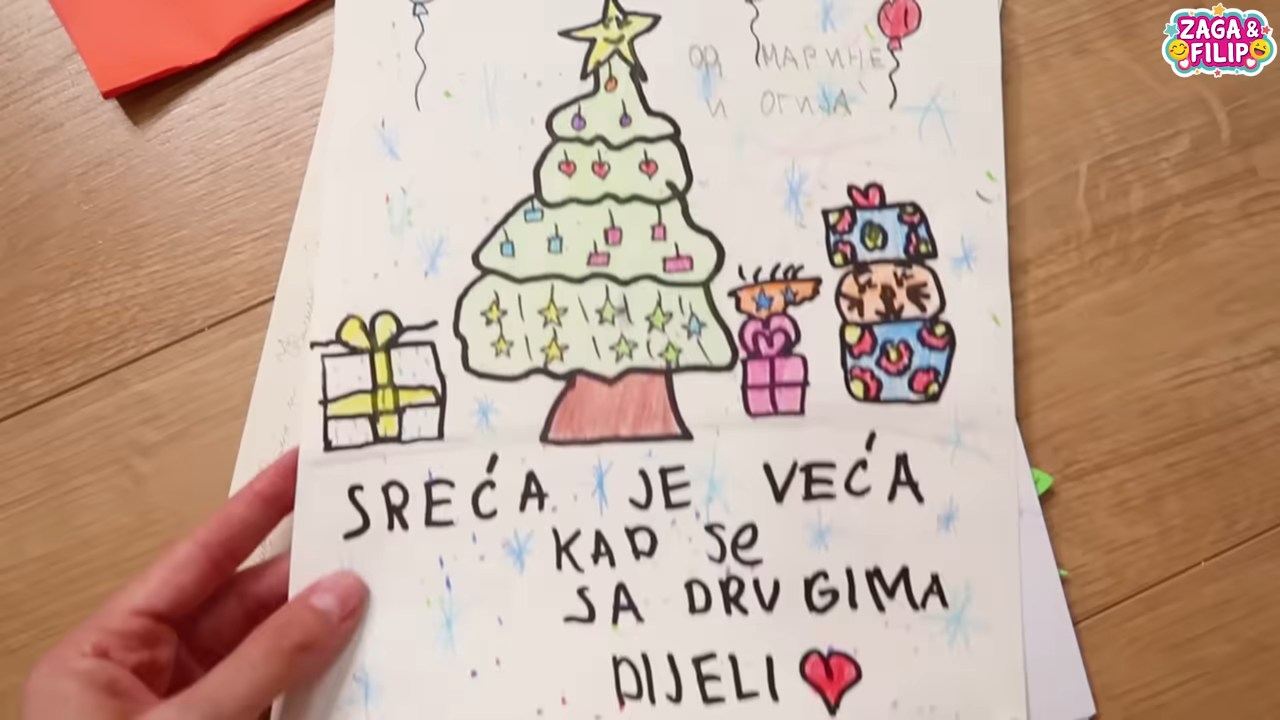 ZAGA &
FILIP
ОД МАРИНЕ
И ОГЊА
SREĆA JE VEĆA
KAD Se
SA DRUGIMA
DIJELI